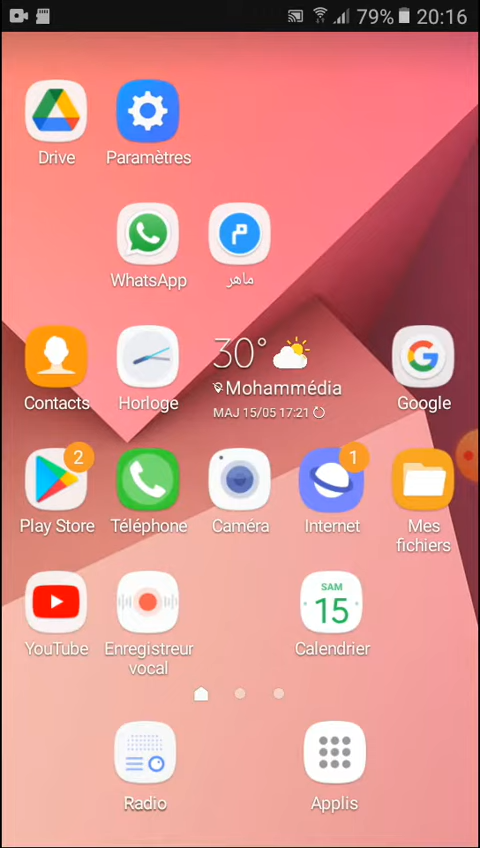 79% 20:16
Drive
Paramètres
WhatsApp
ماهر
30°
Mohammédia
MAJ 15/05 17:21
Contacts
Horloge
Google
2
1
Play Store
Téléphone
Caméra
Internet
Mes
fichiers
SAM
15
YouTube
Enregistreur
vocal
Calendrier
Radio
Applis